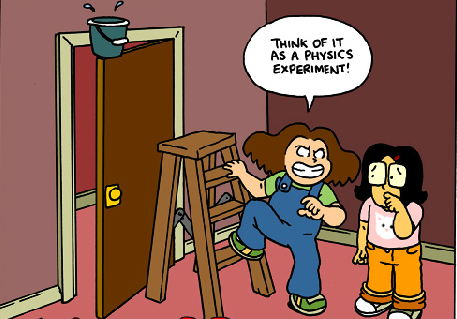 THINK OF IT
AS A PHYSICS
EXPERIMENT!